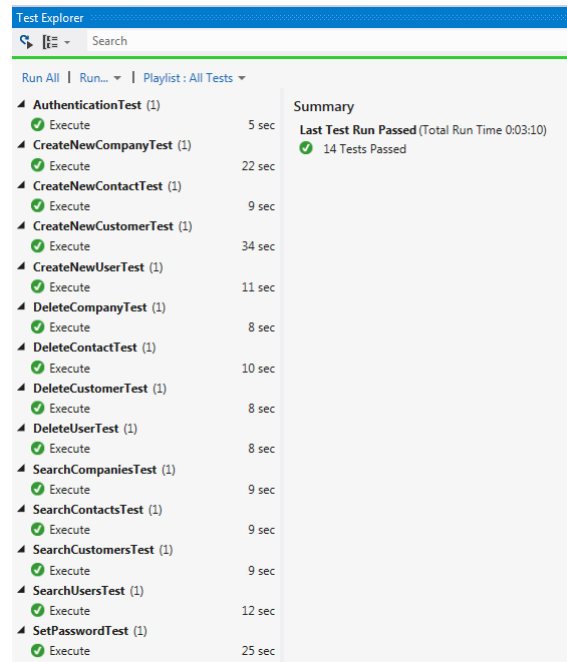 Test Explorer
Search
Run All | Run... | Playlist : All Tests
AuthenticationTest (1)
Execute 5 sec
CreateNewCompanyTest (1)
Execute 22 sec
CreateNewContactTest (1)
Execute 9 sec
CreateNewCustomerTest (1)
Execute 34 sec
CreateNewUserTest (1)
Execute 11 sec
DeleteCompanyTest (1)
Execute 8 sec
DeleteContactTest (1)
Execute 10 sec
DeleteCustomerTest (1)
Execute 8 sec
DeleteUserTest (1)
Execute 8 sec
SearchCompaniesTest (1)
Execute 9 sec
SearchContactsTest (1)
Execute 9 sec
SearchCustomersTest (1)
Execute 9 sec
SearchUsersTest (1)
Execute 12 sec
SetPasswordTest (1)
Execute 25 sec
Summary
Last Test Run Passed (Total Run Time 0:03:10)
14 Tests Passed